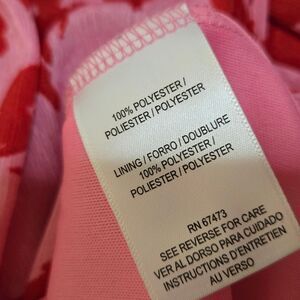 100% POLYESTER /
POLIESTER / POLYESTER
LINING / FORRO / DOUBLURE
100% POLYESTER /
POLIESTER / POLYESTER
RN 67473
SEE REVERSE FOR CARE
VER AL DORSO PARA CUIDADO
INSTRUCTIONS D'ENTRETIEN
AU VERSO